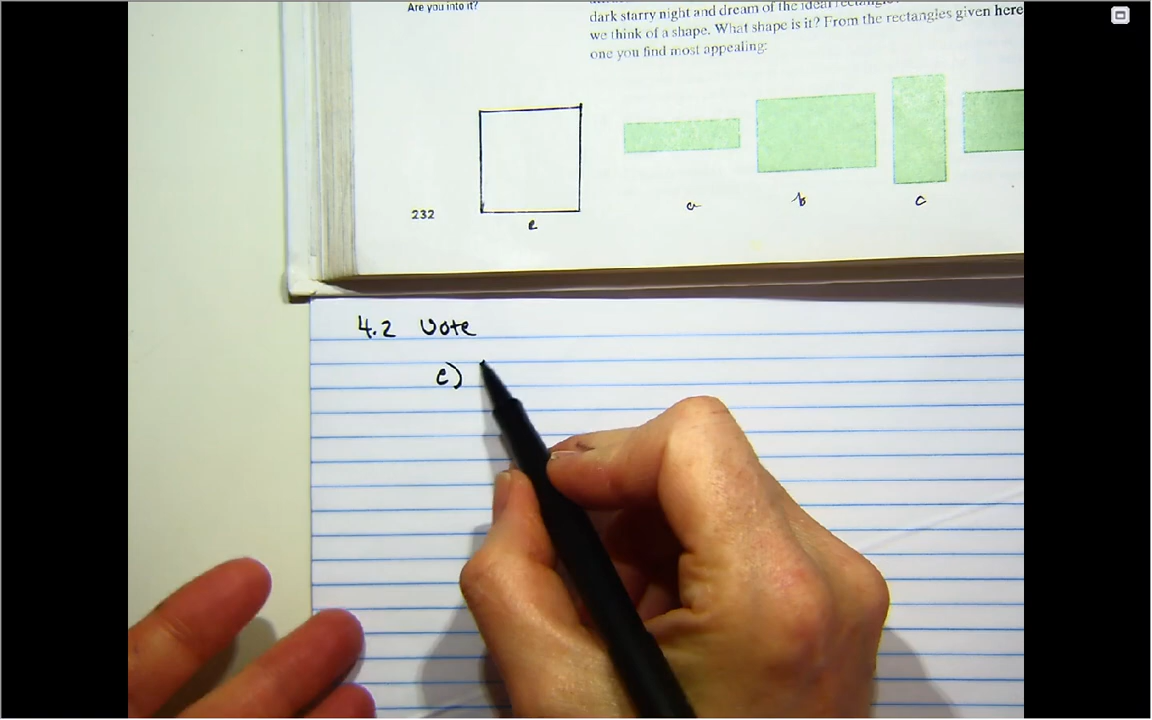 Are you into it?
dark starry night and dream of the ideal rectangle.
we think of a shape. What shape is it? From the rectangles given here
one you find most appealing:
e
a
b
c
232
4.2 Vote
e)